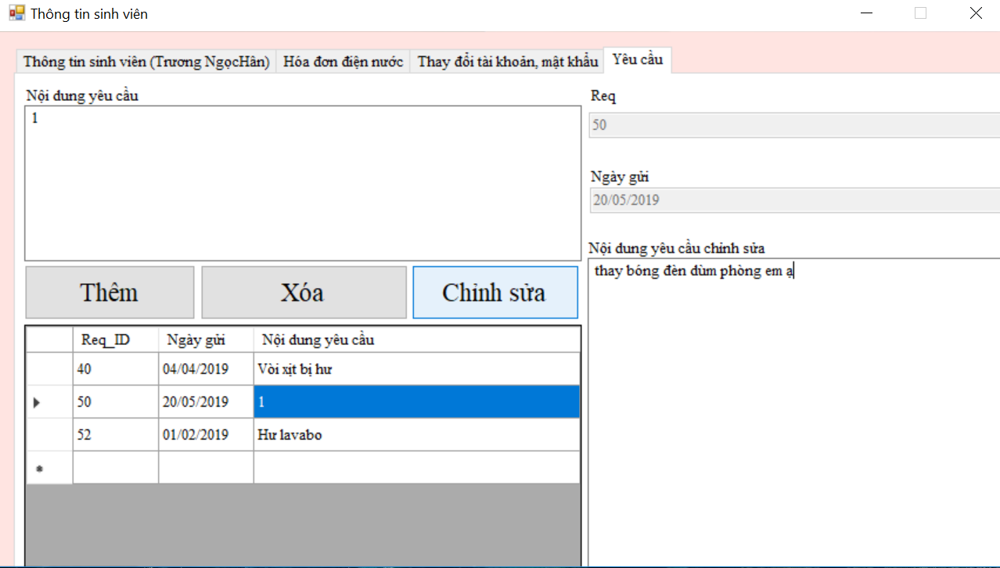 Thông tin sinh viên
Thông tin sinh viên (Trương NgọcHân)
Hóa đơn điện nước
Thay đổi tài khoản, mật khẩu
Yêu cầu
Nội dung yêu cầu
1
Thêm
Xóa
Chỉnh sửa
Req_ID Ngày gửi Nội dung yêu cầu
40 04/04/2019 Vòi xịt bị hư
50 20/05/2019 1
52 01/02/2019 Hư lavabo
Req
50
Ngày gửi
20/05/2019
Nội dung yêu cầu chỉnh sửa
thay bóng đèn dùm phòng em ạ